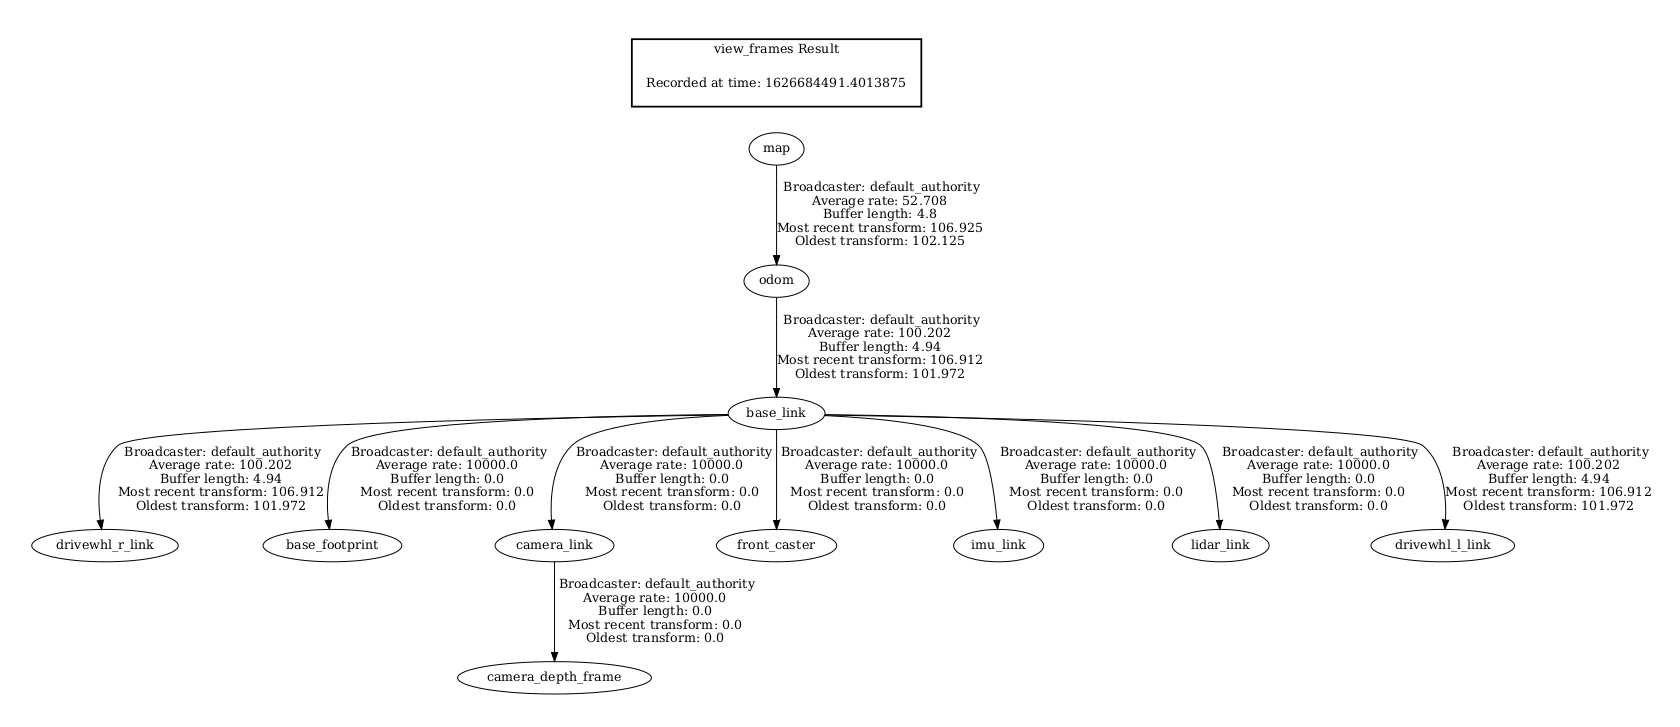 view_frames Result
Recorded at time: 1626684491.4013875
map
Broadcaster: default_authority
Average rate: 52.708
Buffer length: 4.8
Most recent transform: 106.925
Oldest transform: 102.125
odom
Broadcaster: default_authority
Average rate: 100.202
Buffer length: 4.94
Most recent transform: 106.912
Oldest transform: 101.972
base_link
Broadcaster: default_authority
Average rate: 100.202
Buffer length: 4.94
Most recent transform: 106.912
Oldest transform: 101.972
Broadcaster: default_authority
Average rate: 10000.0
Buffer length: 0.0
Most recent transform: 0.0
Oldest transform: 0.0
Broadcaster: default_authority
Average rate: 10000.0
Buffer length: 0.0
Most recent transform: 0.0
Oldest transform: 0.0
Broadcaster: default_authority
Average rate: 10000.0
Buffer length: 0.0
Most recent transform: 0.0
Oldest transform: 0.0
Broadcaster: default_authority
Average rate: 10000.0
Buffer length: 0.0
Most recent transform: 0.0
Oldest transform: 0.0
Broadcaster: default_authority
Average rate: 10000.0
Buffer length: 0.0
Most recent transform: 0.0
Oldest transform: 0.0
Broadcaster: default_authority
Average rate: 100.202
Buffer length: 4.94
Most recent transform: 106.912
Oldest transform: 101.972
drivewhl_r_link
base_footprint
camera_link
front_caster
imu_link
lidar_link
drivewhl_l_link
Broadcaster: default_authority
Average rate: 10000.0
Buffer length: 0.0
Most recent transform: 0.0
Oldest transform: 0.0
camera_depth_frame